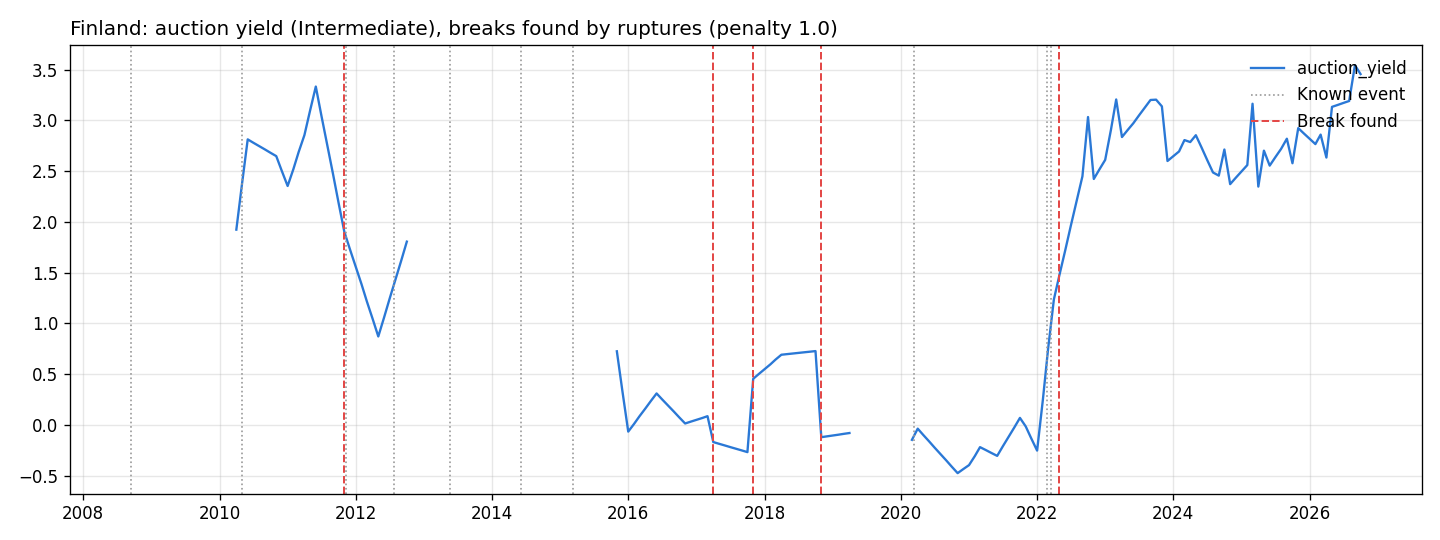 Finland: auction yield (Intermediate), breaks found by ruptures (penalty 1.0)
3.5
3.0
2.5
2.0
1.5
1.0
0.5
0.0
−0.5
auction_yield
Known event
Break found
2008 2010 2012 2014 2016 2018 2020 2022 2024 2026